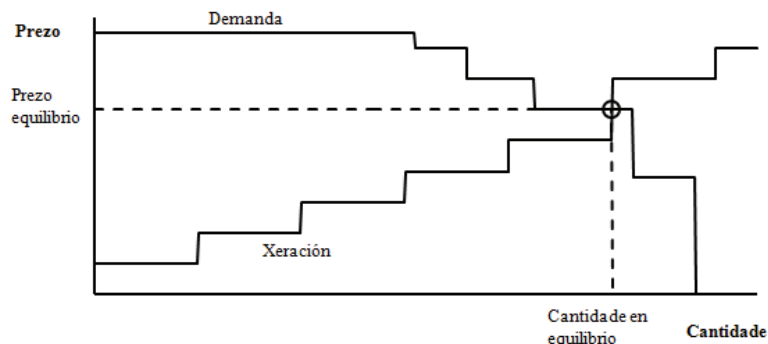 Demanda
Prezo
Prezo
equilibrio
Xeración
Cantidade en
equilibrio
Cantidade